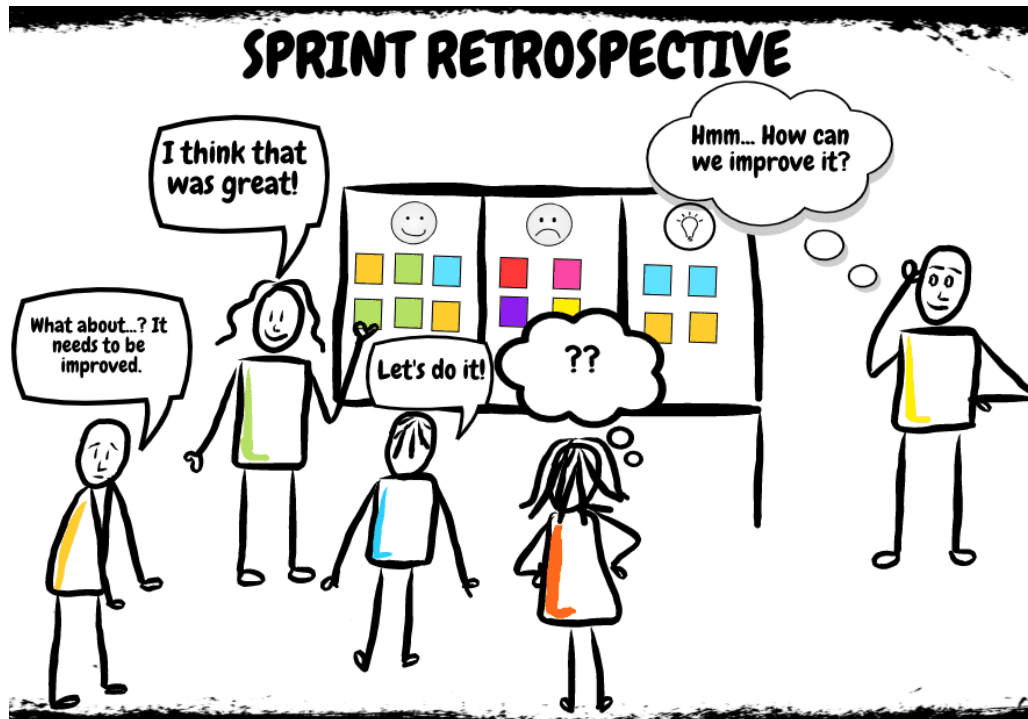 SPRINT RETROSPECTIVE
I think that
was great!
Hmm... How can
we improve it?
What about...? It
needs to be
improved.
Let's do it!
??